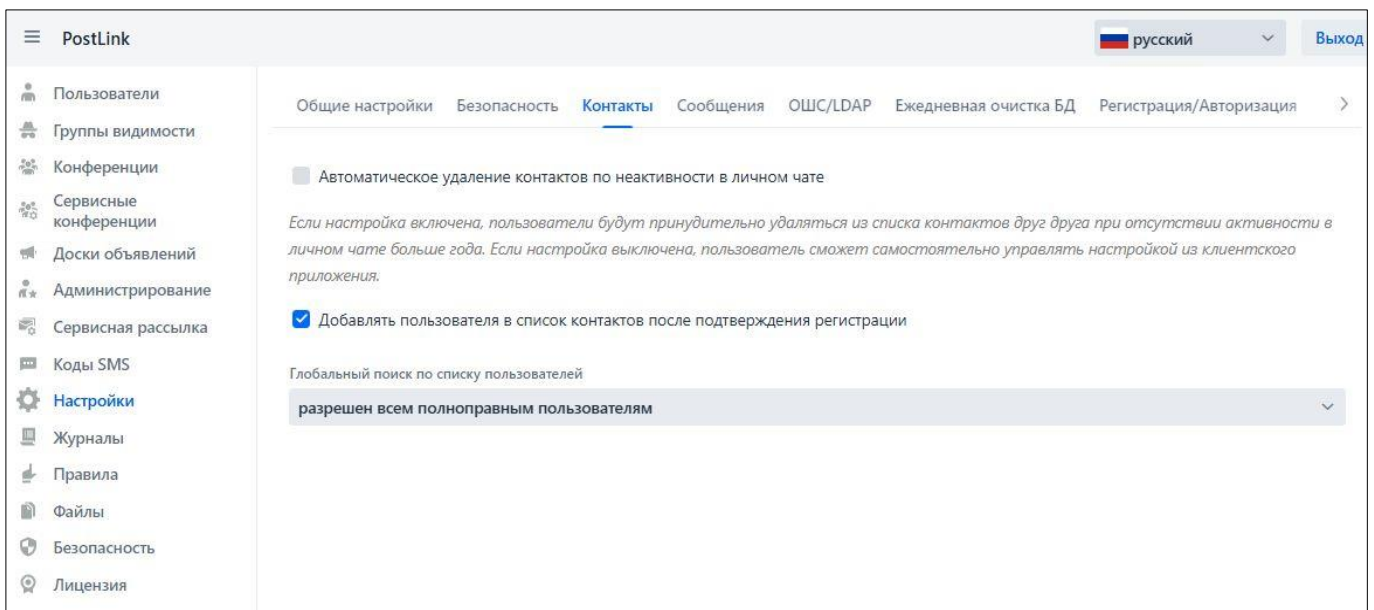 PostLink
русский
Выход
Пользователи
Группы видимости
Конференции
Сервисные
конференции
Доски объявлений
Администрирование
Сервисная рассылка
Коды SMS
Настройки
Журналы
Правила
Файлы
Безопасность
Лицензия
Общие настройки Безопасность Контакты Сообщения ОШС/LDAP Ежедневная очистка БД Регистрация/Авторизация
Автоматическое удаление контактов по неактивности в личном чате
Если настройка включена, пользователи будут принудительно удаляться из списка контактов друг друга при отсутствии активности в
личном чате больше года. Если настройка выключена, пользователь сможет самостоятельно управлять настройкой из клиентского
приложения.
Добавлять пользователя в список контактов после подтверждения регистрации
Глобальный поиск по списку пользователей
разрешен всем полноправным пользователям